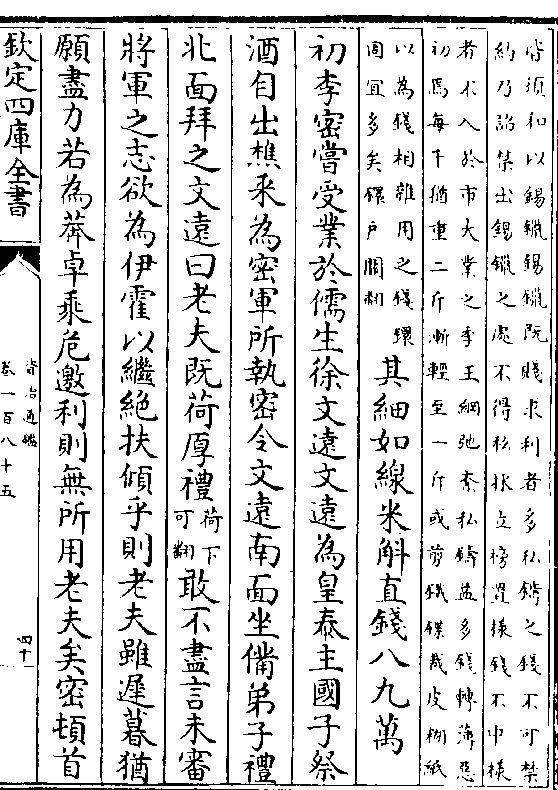 皆須和以錫鑞錫鑞既賤求利者多私鑄之錢不可禁
約乃詔禁出錫鑞之處不得私採立榜置樣錢不中樣
者不入於市大業之季王綱弛紊私鑄益多錢轉薄惡
初焉每千猶重二斤漸輕至一斤或剪鐵鍱裁皮糊紙
以為錢相雜用之錢環
固宜多矣鐶戶關翻
其細如線米斛直錢八九萬
初李密嘗受業於儒生徐文遠文遠為皇泰主國子祭
酒自出樵采為密軍所執密令文遠南面坐備弟子禮
北面拜之文遠曰老夫既荷厚禮荷下可翻敢不盡言未審
將軍之志欲為伊霍以繼絕扶傾乎則老夫雖遲暮猶
願盡力若為莽卓乘危邀利則無所用老夫矣密頓首
欽定四庫全書
資治通鑑
卷一百八十五
四十